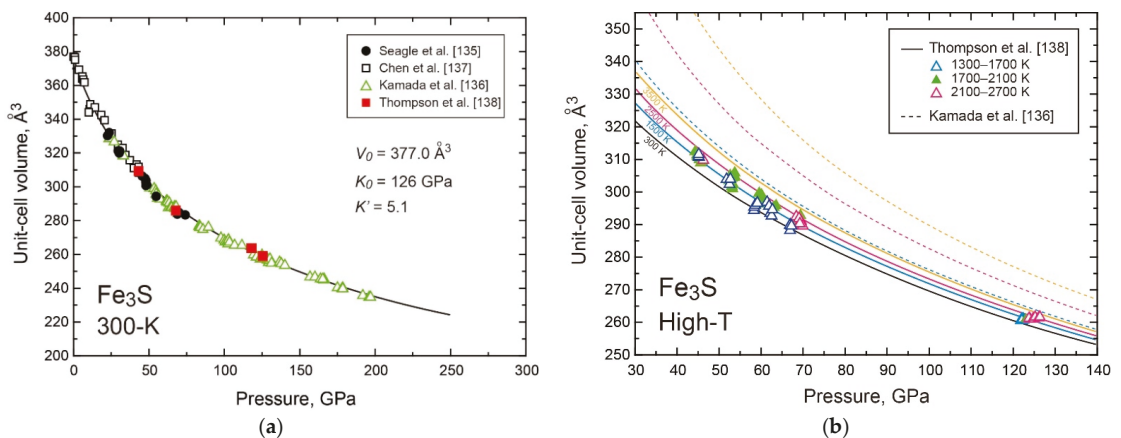 400
380
360
340
320
300
280
260
240
220
200
0
50
100
150
200
250
300
Unit-cell volume, Å³
Pressure, GPa
Seagle et al. [135]
Chen et al. [137]
Kamada et al. [136]
Thompson et al. [138]
V₀ = 377.0 Å³
K₀ = 126 GPa
K’ = 5.1
Fe₃S
300-K
(a)
350
340
330
320
310
300
290
280
270
260
250
30
40
50
60
70
80
90
100
110
120
130
140
Unit-cell volume, Å³
Pressure, GPa
Thompson et al. [138]
1300–1700 K
1700–2100 K
2100–2700 K
Kamada et al. [136]
3500 K
2500 K
1500 K
300 K
Fe₃S
High-T
(b)